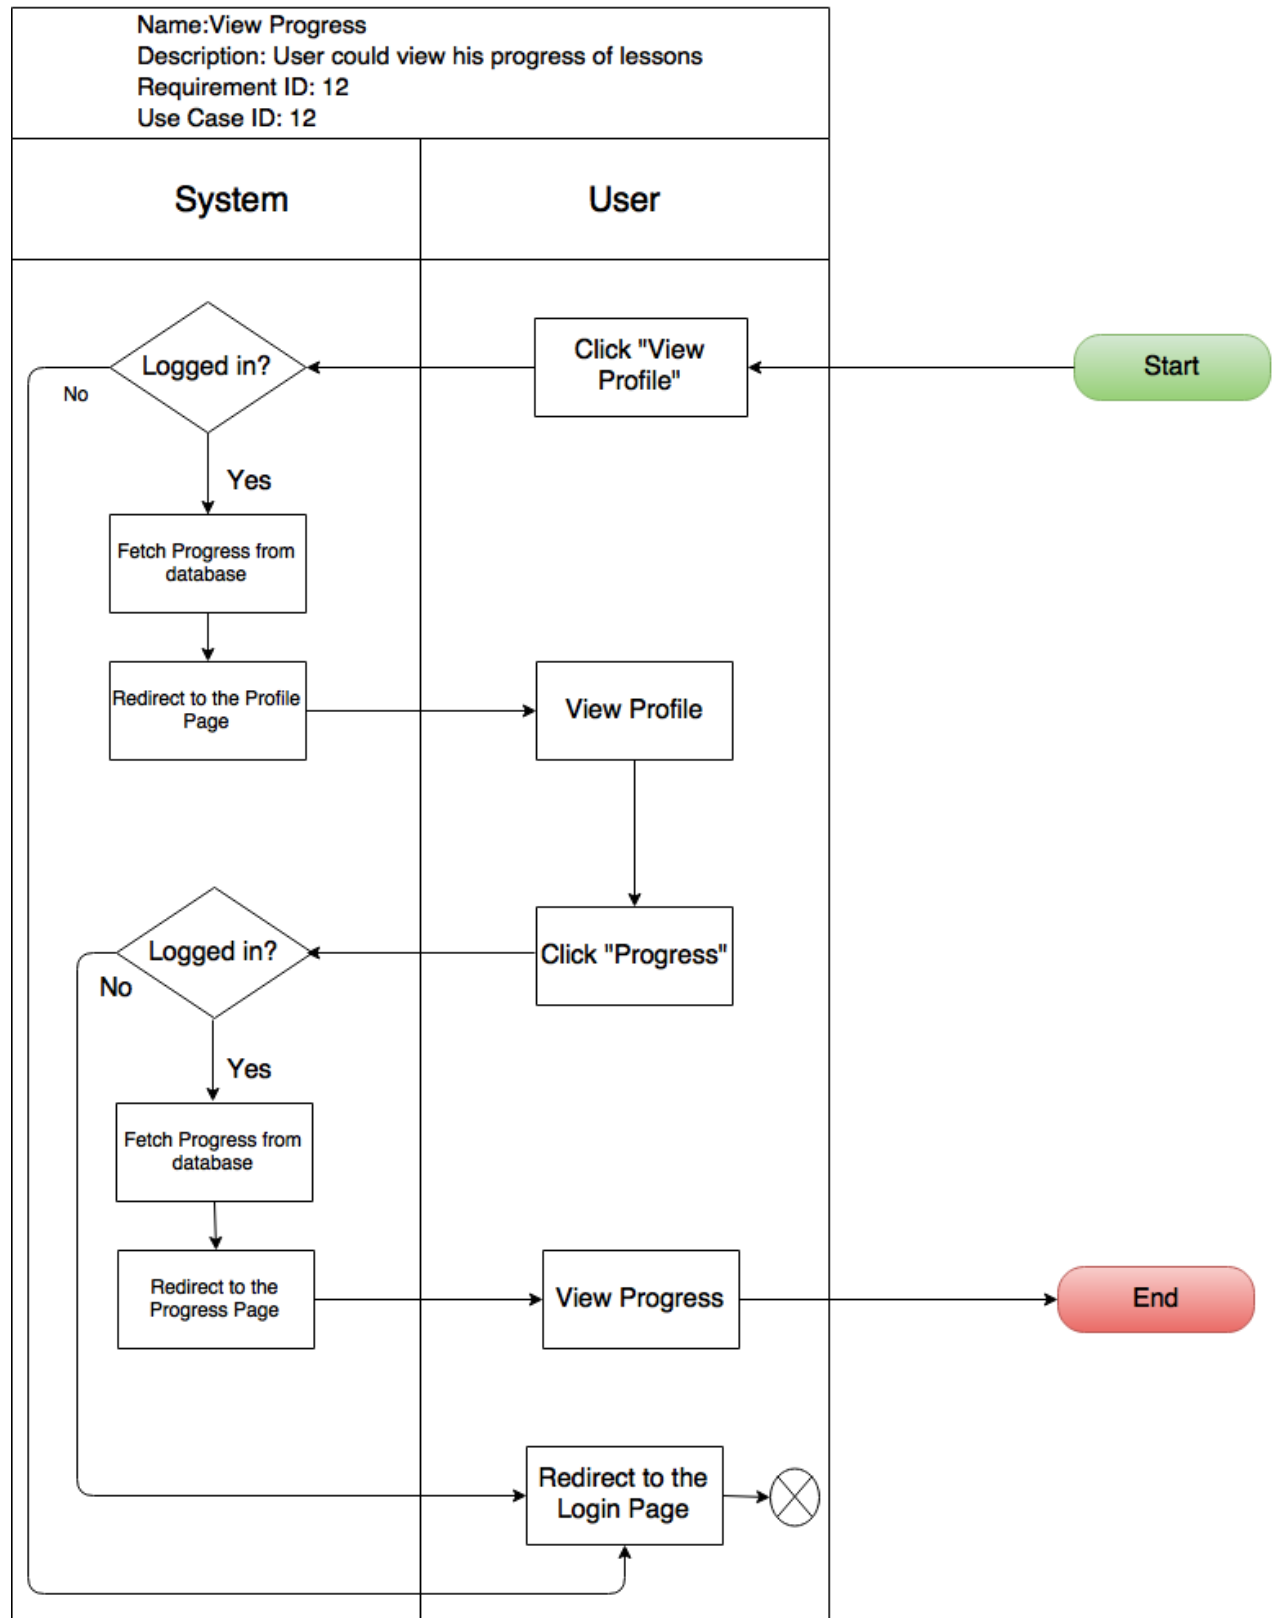 Name:View Progress
Description: User could view his progress of lessons
Requirement ID: 12
Use Case ID: 12
System
User
Logged in?
Click "View
Profile"
Start
No
Yes
Fetch Progress from
database
Redirect to the Profile
Page
View Profile
Logged in?
Click "Progress"
No
Yes
Fetch Progress from
database
Redirect to the
Progress Page
View Progress
End
Redirect to the
Login Page